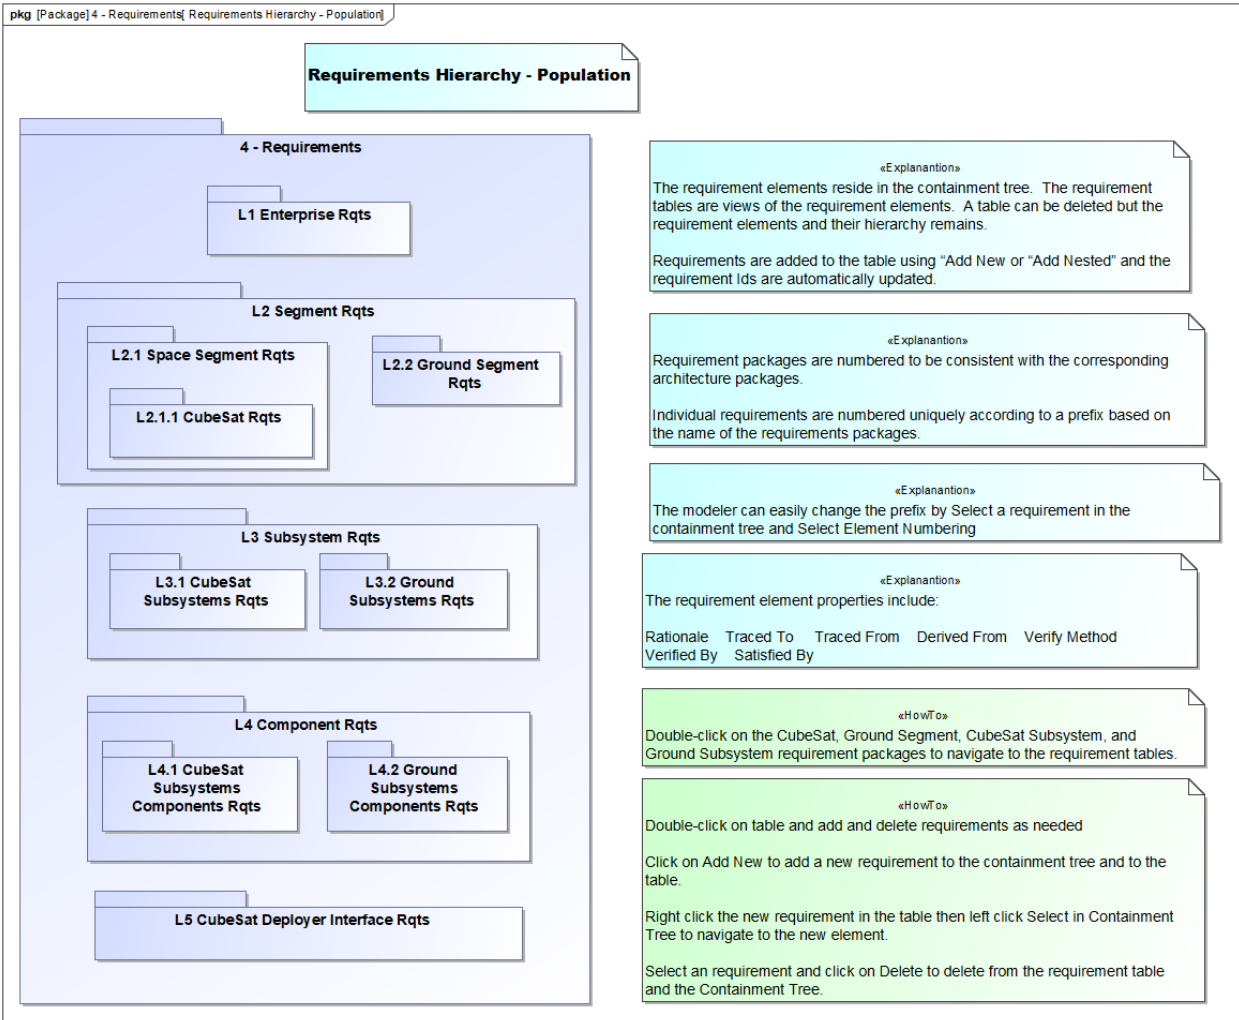 pkg [Package] 4 - Requirements[ Requirements Hierarchy - Population]
Requirements Hierarchy - Population
4 - Requirements
L1 Enterprise Rqts
L2 Segment Rqts
L2.1 Space Segment Rqts
L2.1.1 CubeSat Rqts
L2.2 Ground Segment
Rqts
L3 Subsystem Rqts
L3.1 CubeSat
Subsystems Rqts
L3.2 Ground
Subsystems Rqts
L4 Component Rqts
L4.1 CubeSat
Subsystems
Components Rqts
L4.2 Ground
Subsystems
Components Rqts
L5 CubeSat Deployer Interface Rqts
«Explanantion»
The requirement elements reside in the containment tree.  The requirement
tables are views of the requirement elements.  A table can be deleted but the
requirement elements and their hierarchy remains.
Requirements are added to the table using “Add New or “Add Nested” and the
requirement Ids are automatically updated.
«Explanantion»
Requirement packages are numbered to be consistent with the corresponding
architecture packages.
Individual requirements are numbered uniquely according to a prefix based on
the name of the requirements packages.
«Explanantion»
The modeler can easily change the prefix by Select a requirement in the
containment tree and Select Element Numbering
«Explanantion»
The requirement element properties include:
Rationale    Traced To    Traced From    Derived From    Verify Method
Verified By    Satisfied By
«HowTo»
Double-click on the CubeSat, Ground Segment, CubeSat Subsystem, and
Ground Subsystem requirement packages to navigate to the requirement tables.
«HowTo»
Double-click on table and add and delete requirements as needed
Click on Add New to add a new requirement to the containment tree and to the
table.
Right click the new requirement in the table then left click Select in Containment
Tree to navigate to the new element.
Select an requirement and click on Delete to delete from the requirement table
and the Containment Tree.